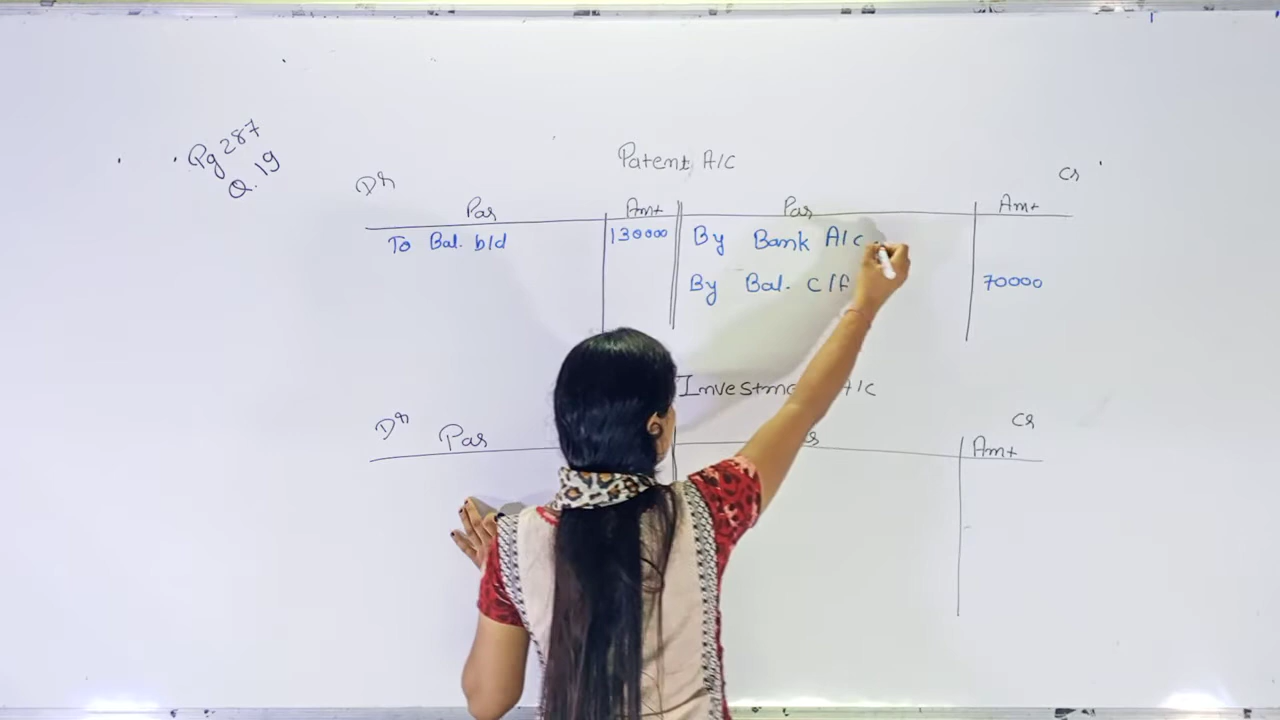 Pg 287
Q. 19
Patent A/C
Dr Cr
Par Amt Par Amt
To Bal. b/d 130000 By Bank A/C
By Bal. C/f 70000
A/C
Dr Cr
Par Amt